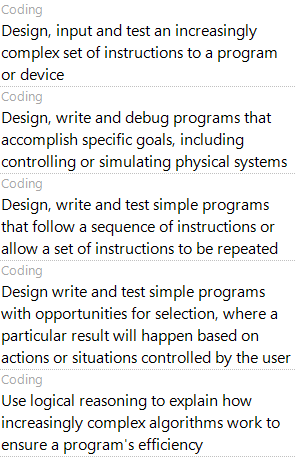 Coding
Design, input and test an increasingly
complex set of instructions to a program
or device
Coding
Design, write and debug programs that
accomplish specific goals, including
controlling or simulating physical systems
Coding
Design, write and test simple programs
that follow a sequence of instructions or
allow a set of instructions to be repeated
Coding
Design write and test simple programs
with opportunities for selection, where a
particular result will happen based on
actions or situations controlled by the user
Coding
Use logical reasoning to explain how
increasingly complex algorithms work to
ensure a program's efficiency